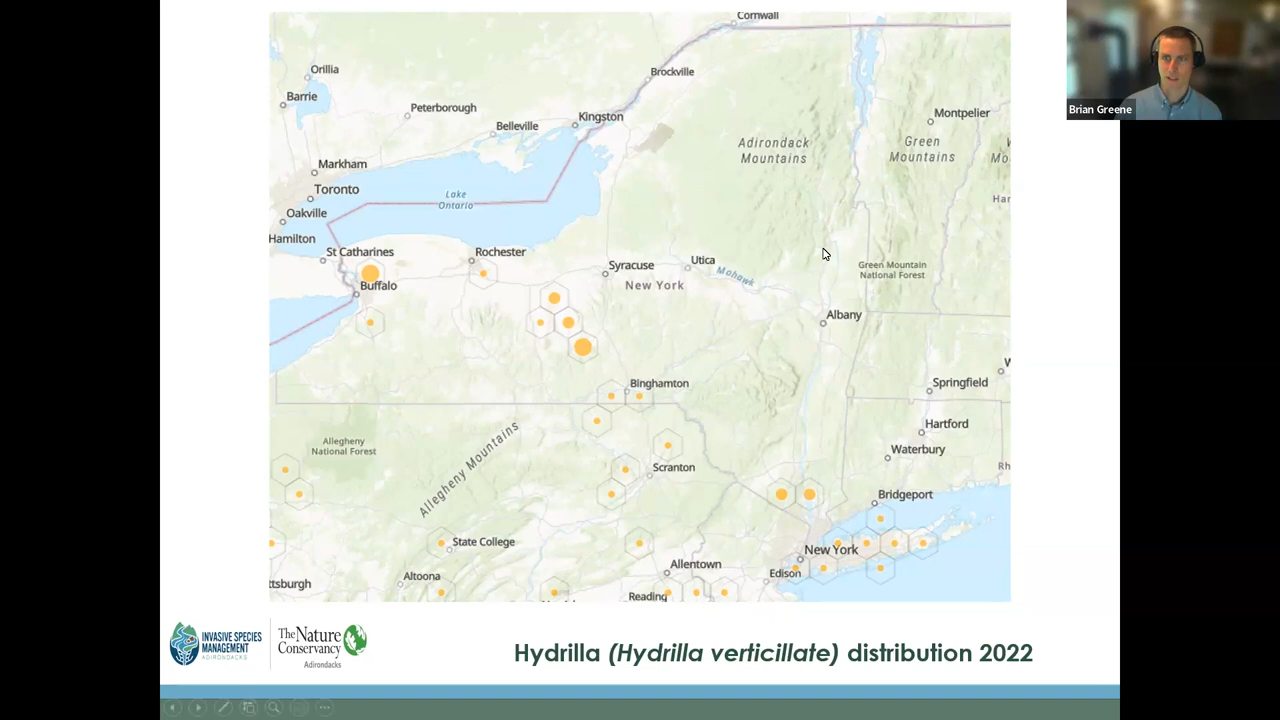 Cornwall
Orillia
Brockville
Barrie
Peterborough
Montpelier
Kingston
Belleville
Adirondack
Mountains
Green
Mountains
Markham
Toronto
Lake
Ontario
Oakville
Har
Hamilton
St Catharines
Rochester
Syracuse
Utica
Mohawk
Green Mountain
National Forest
Buffalo
New York
Albany
Springfield
Binghamton
Hartford
Allegheny
National Forest
Allegheny Mountains
Waterbury
Scranton
Rh
Bridgeport
State College
New York
Allentown
Edison
Altoona
tsburgh
Reading
Brian Greene
INVASIVE SPECIES
MANAGEMENT
ADIRONDACKS
The Nature
Conservancy
Adirondacks
Hydrilla (Hydrilla verticillate) distribution 2022